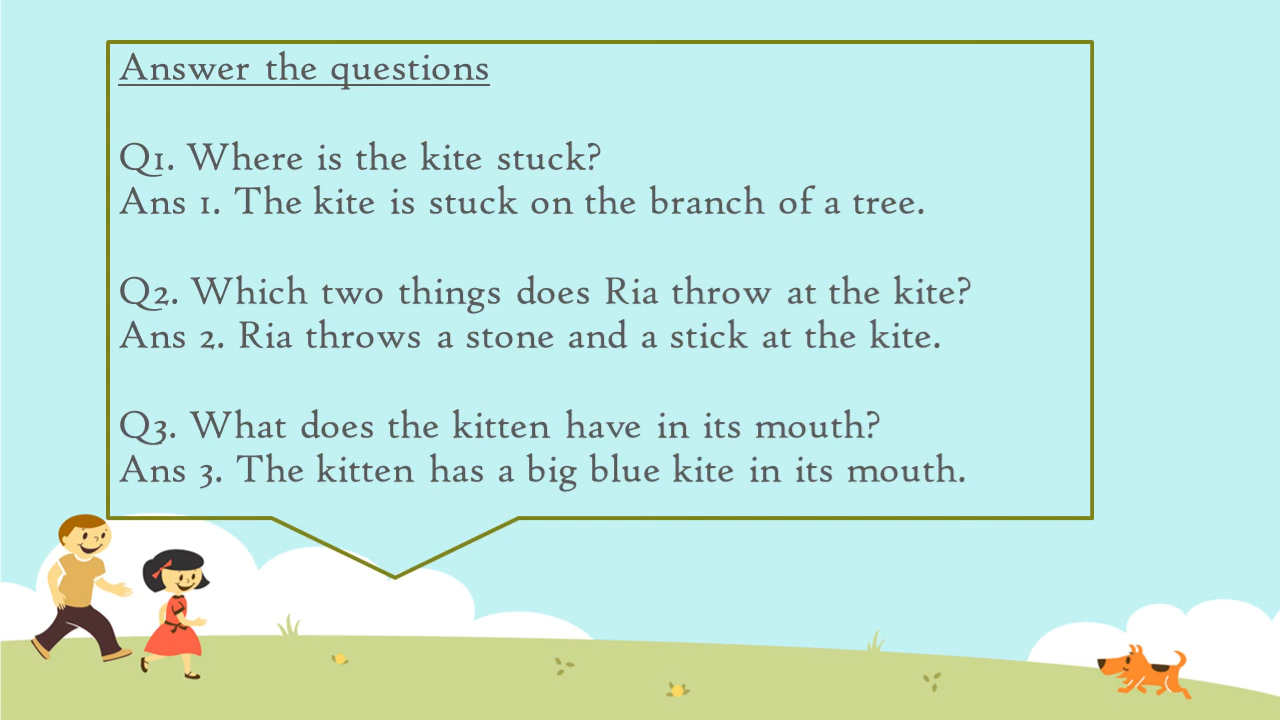 Answer the questions
Q1. Where is the kite stuck?
Ans 1. The kite is stuck on the branch of a tree.
Q2. Which two things does Ria throw at the kite?
Ans 2. Ria throws a stone and a stick at the kite.
Q3. What does the kitten have in its mouth?
Ans 3. The kitten has a big blue kite in its mouth.